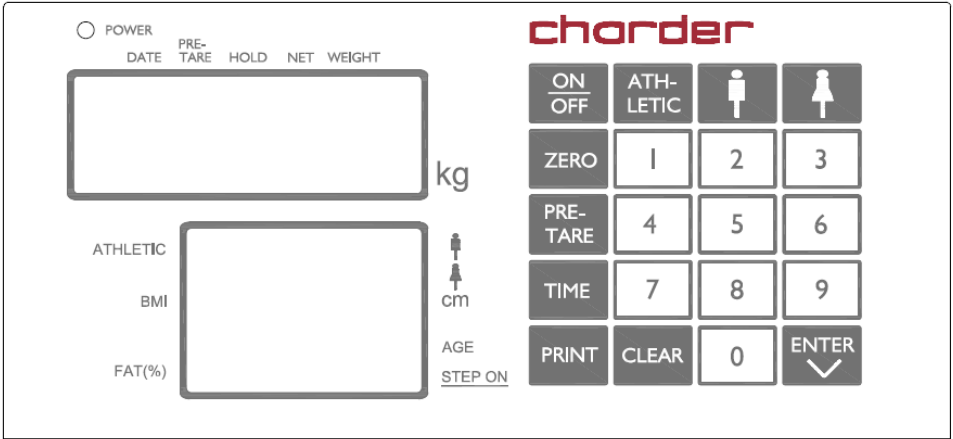 POWER
charder
DATE PRE-TARE HOLD NET WEIGHT
kg
ATHLETIC
BMI
cm
FAT(%)
AGE
STEP ON
ON
OFF
ATH-
LETIC
ZERO 1 2 3
PRE-
TARE
4 5 6
TIME 7 8 9
PRINT CLEAR 0 ENTER